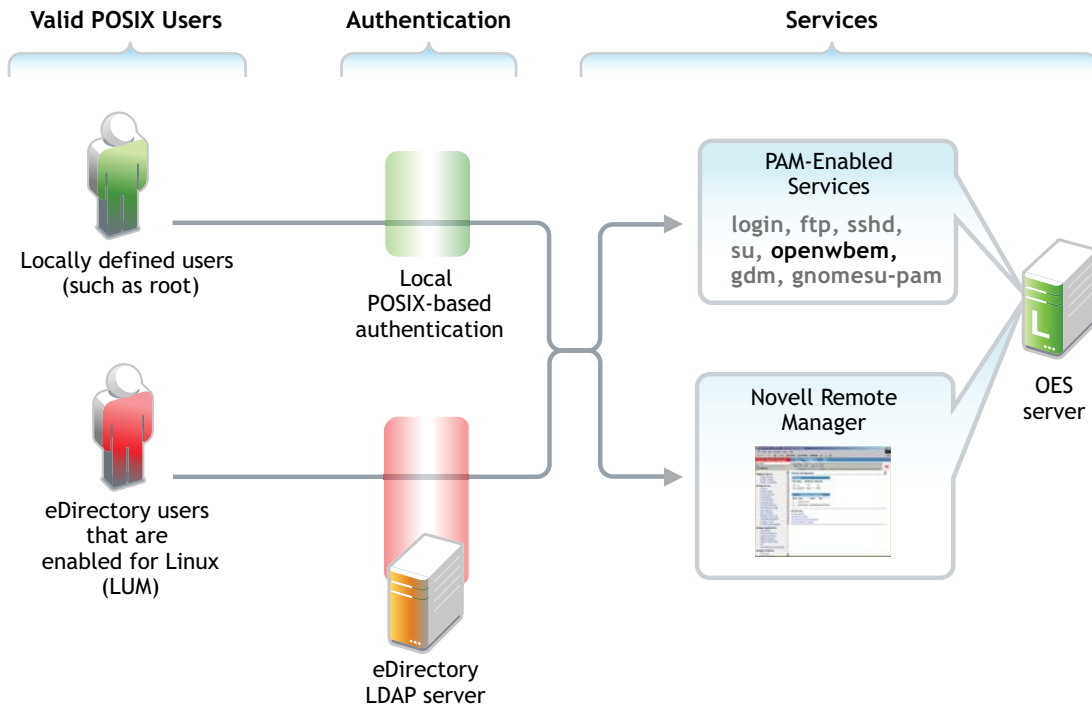 Valid POSIX Users
Authentication
Services
Locally defined users
(such as root)
Local
POSIX-based
authentication
PAM-Enabled
Services
login, ftp, sshd,
su, openwbem,
gdm, gnomesu-pam
L
OES
server
eDirectory users
that are
enabled for Linux
(LUM)
eDirectory
LDAP server
Novell Remote
Manager